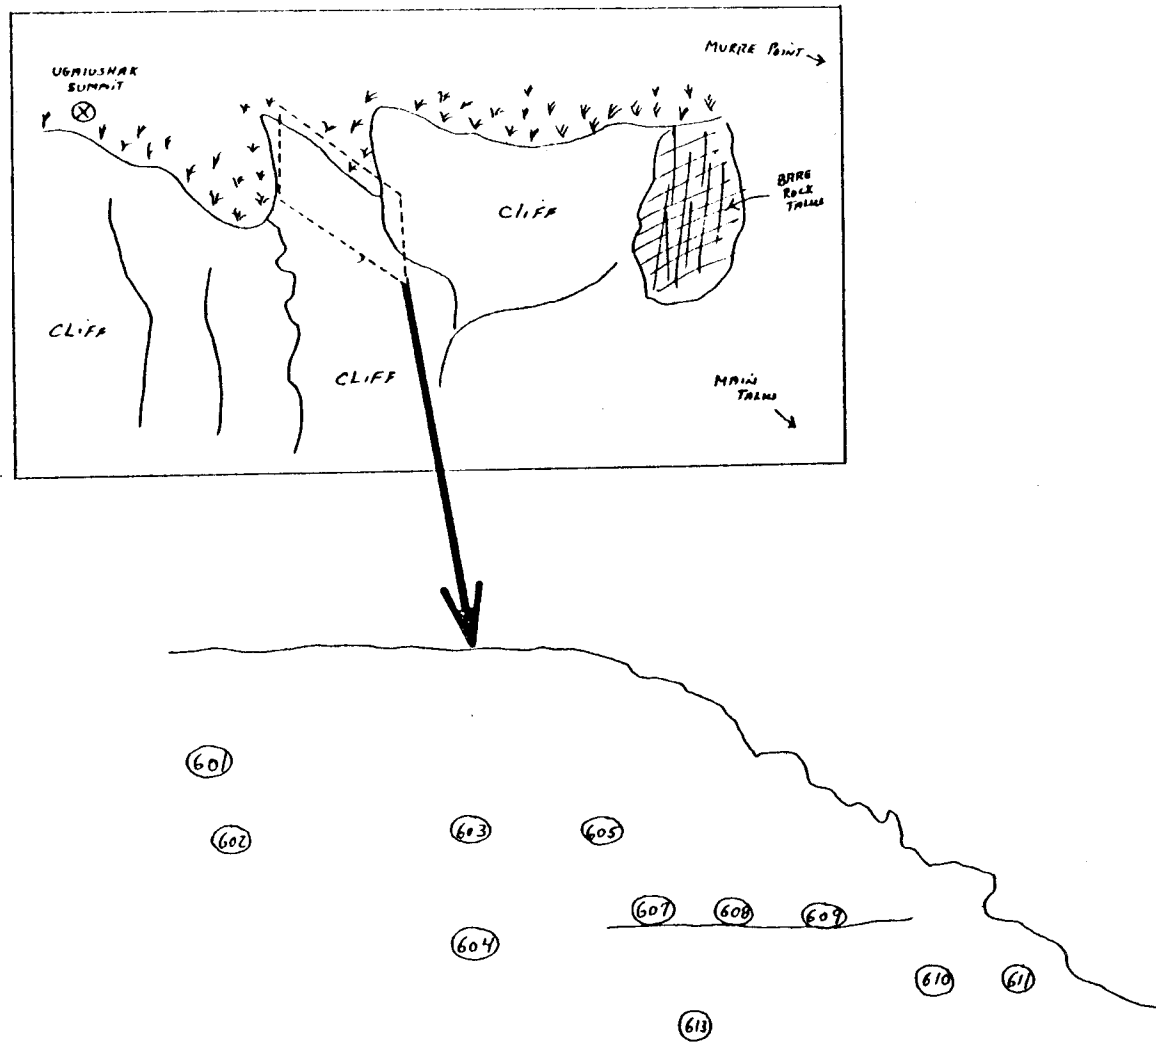 MURRE POINT
UGAIUSHAK
SUMMIT
BARE
ROCK
TALUS
CLIFF
CLIFF
CLIFF
MAIN
TALUS
601
602
603
605
607
608
609
604
610
611
613